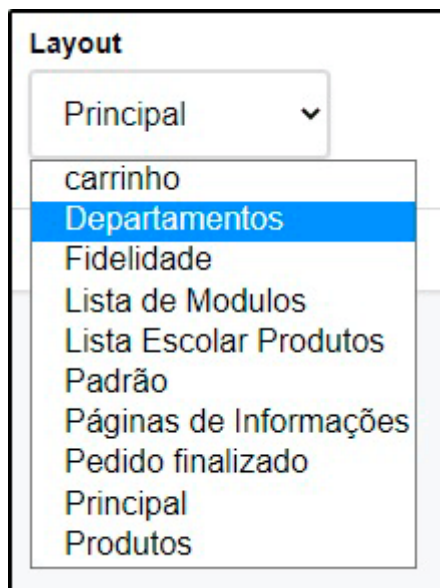 Layout
Principal
carrinho
Departamentos
Fidelidade
Lista de Modulos
Lista Escolar Produtos
Padrão
Páginas de Informações
Pedido finalizado
Principal
Produtos